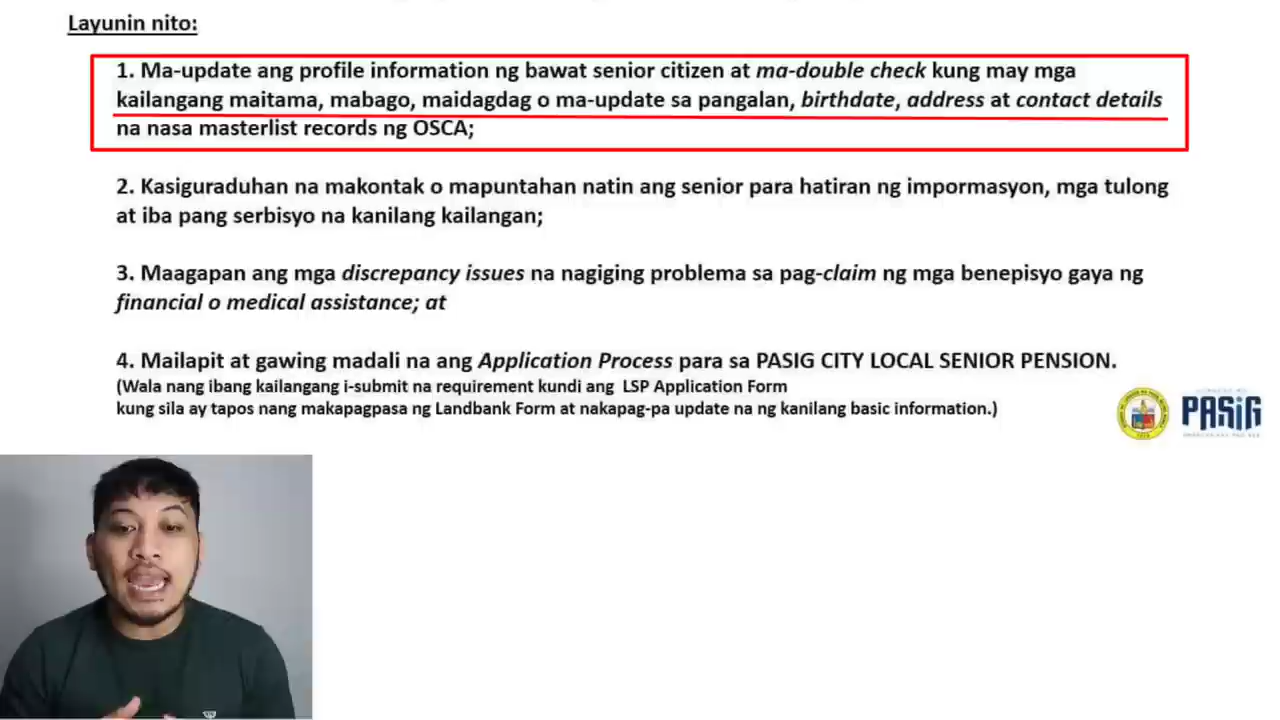 Layunin nito:
1. Ma-update ang profile information ng bawat senior citizen at ma-double check kung may mga
kailangang maitama, mabago, maidagdag o ma-update sa pangalan, birthdate, address at contact details
na nasa masterlist records ng OSCA;
2. Kasiguraduhan na makontak o mapuntahan natin ang senior para hatiran ng impormasyon, mga tulong
at iba pang serbisyo na kanilang kailangan;
3. Maagapan ang mga discrepancy issues na nagiging problema sa pag-claim ng mga benepisyo gaya ng
financial o medical assistance; at
4. Mailapit at gawing madali na ang Application Process para sa PASIG CITY LOCAL SENIOR PENSION.
(Wala nang ibang kailangang i-submit na requirement kundi ang LSP Application Form
kung sila ay tapos nang makapagpasa ng Landbank Form at nakapag-pa update na ng kanilang basic information.)
PASIG